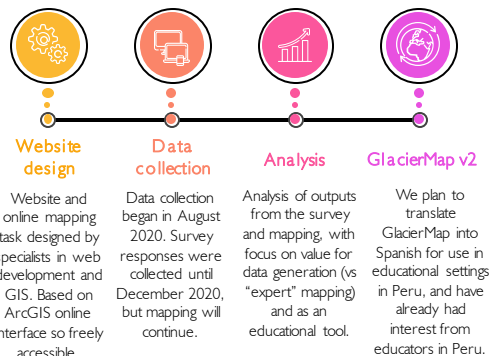 Website
design
Website and
online mapping
task designed by
specialists in web
development and
GIS. Based on
ArcGIS online
interface so freely
accessible
Data
collection
Data collection
began in August
2020. Survey
responses were
collected until
December 2020,
but mapping will
continue.
Analysis
Analysis of outputs
from the survey
and mapping, with
focus on value for
data generation (vs
“expert” mapping)
and as an
educational tool.
GlacierMap v2
We plan to
translate
GlacierMap into
Spanish for use in
educational settings
in Peru, and have
already had
interest from
educators in Peru.